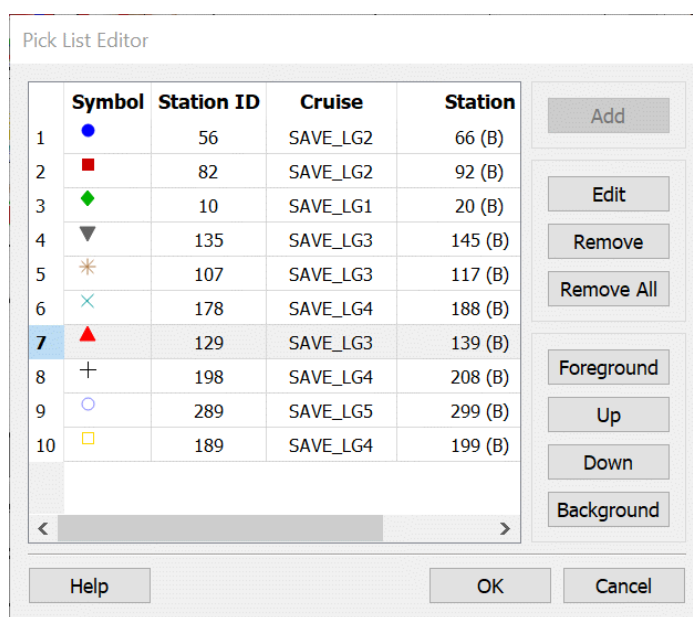 Pick List Editor
Symbol Station ID Cruise Station
1 56 SAVE_LG2 66 (B)
2 82 SAVE_LG2 92 (B)
3 10 SAVE_LG1 20 (B)
4 135 SAVE_LG3 145 (B)
5 107 SAVE_LG3 117 (B)
6 178 SAVE_LG4 188 (B)
7 129 SAVE_LG3 139 (B)
8 198 SAVE_LG4 208 (B)
9 289 SAVE_LG5 299 (B)
10 189 SAVE_LG4 199 (B)
Add
Edit
Remove
Remove All
Foreground
Up
Down
Background
Help OK Cancel